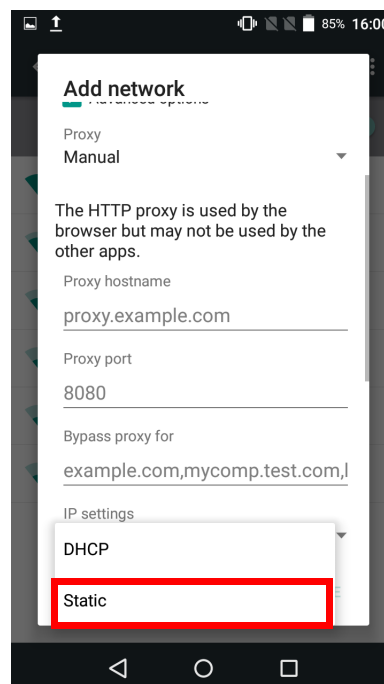 85% 16:00
Add network
Advanced options
Proxy
Manual
The HTTP proxy is used by the
browser but may not be used by the
other apps.
Proxy hostname
proxy.example.com
Proxy port
8080
Bypass proxy for
example.com,mycomp.test.com,l
IP settings
DHCP
Static